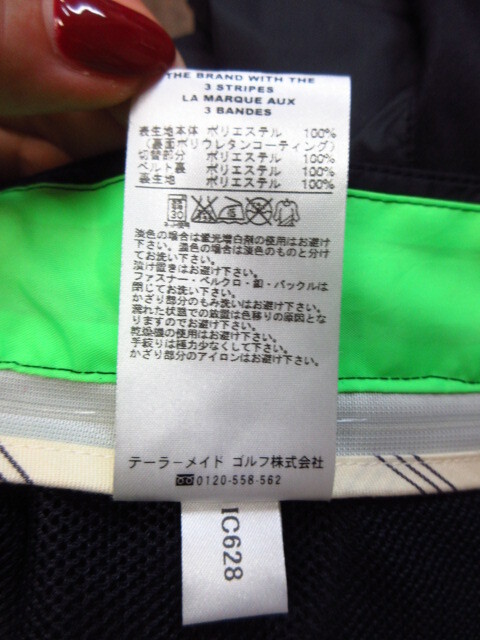 THE BRAND WITH THE
3 STRIPES
LA MARQUE AUX
3 BANDES
表生地本体 ポリエステル 100%
(裏面ポリウレタンコーティング)
切替部分 ポリエステル 100%
ベルト裏 ポリエステル 100%
裏生地 ポリエステル 100%
30
淡色の場合は蛍光増白剤の使用はお避け
下さい。濃色の場合は淡色のものと分け
てお洗い下さい。
漬け置きはお避け下さい。
ファスナー・ベルクロ・釦・バックルは
閉じてお洗い下さい。
かざり部分のもみ洗いはお避け下さい。
濡れた状態での放置は色移りの原因とな
りますのでお避け下さい。
乾燥機の使用はお避け下さい。
手絞りは極力少なくして下さい。
かざり部分のアイロンはお避け下さい。
テーラーメイド ゴルフ株式会社
0120-558-562
IC628